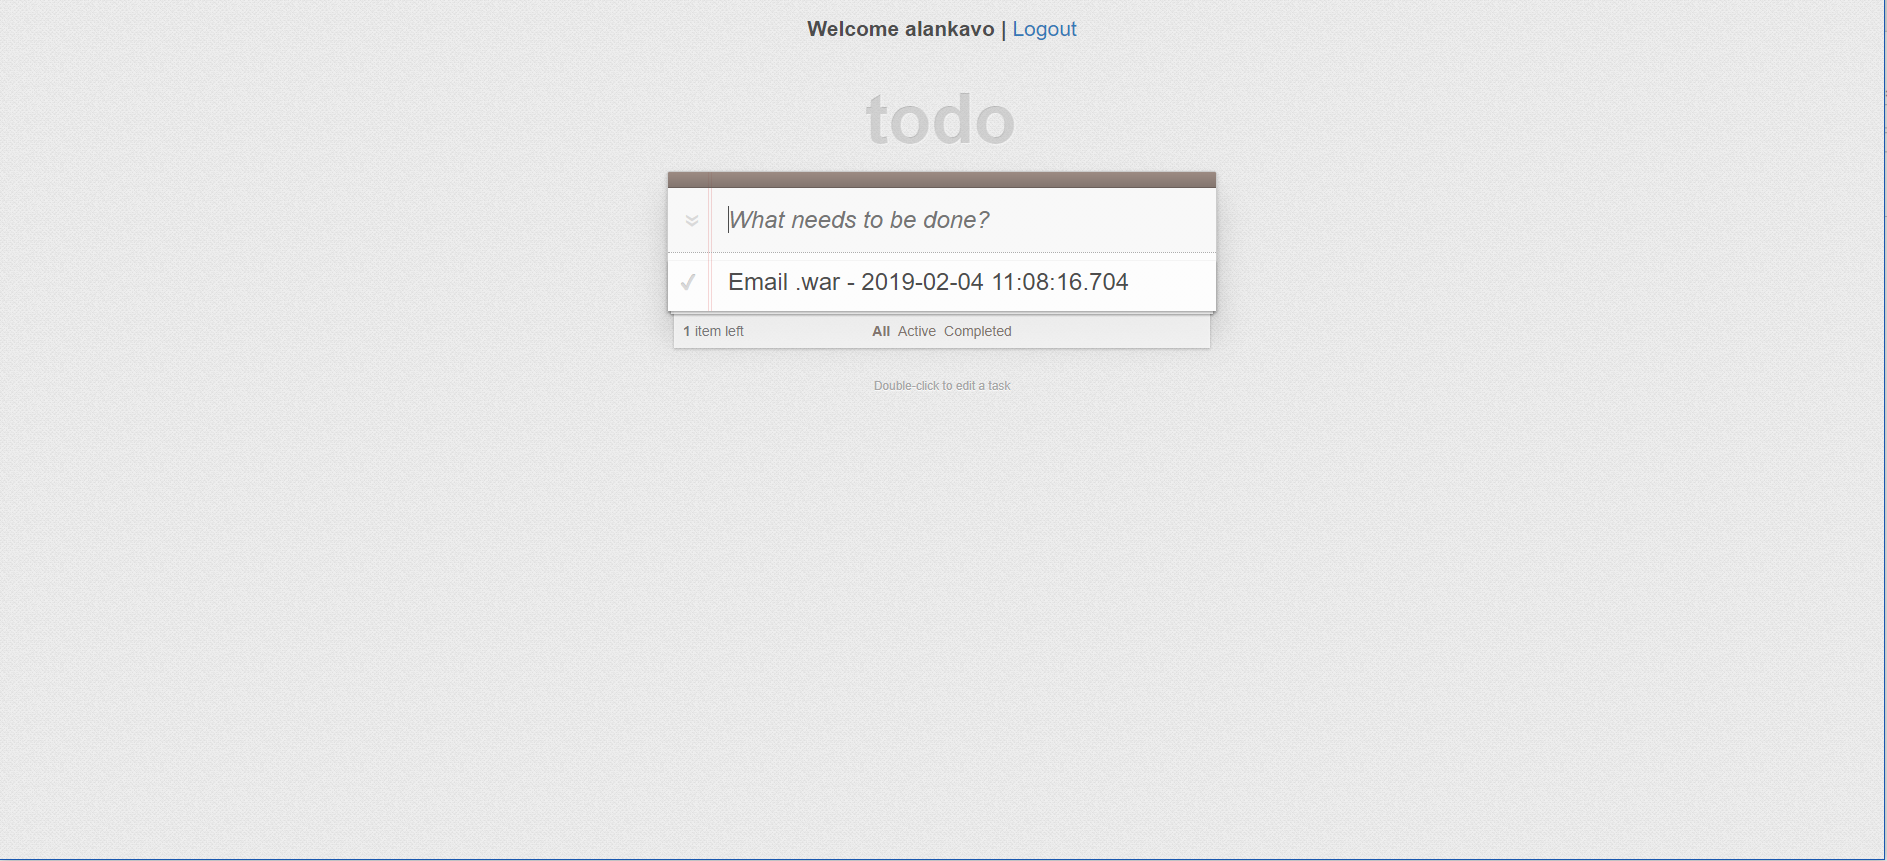 Welcome alankavo | Logout
todo
What needs to be done?
Email .war - 2019-02-04 11:08:16.704
1 item left All Active Completed
Double-click to edit a task